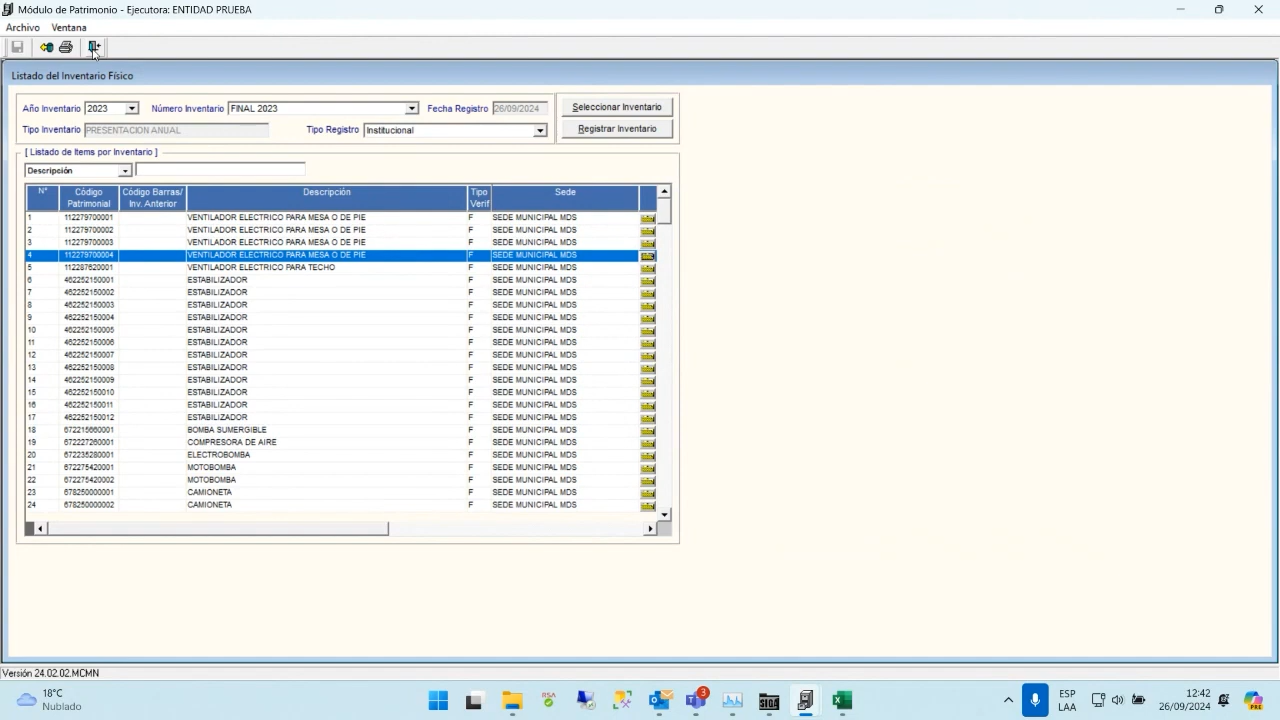 Módulo de Patrimonio - Ejecutora: ENTIDAD PRUEBA
Archivo Ventana
Listado del Inventario Físico
Año Inventario 2023 Número Inventario FINAL 2023 Fecha Registro 26/09/2024 Seleccionar Inventario
Tipo Inventario PRESENTACION ANUAL Tipo Registro Institucional Registrar Inventario
[ Listado de Items por Inventario ]
Descripción
N° Código Patrimonial Código Barras/ Inv. Anterior Descripción Tipo Verif Sede
1 112279700001 VENTILADOR ELECTRICO PARA MESA O DE PIE F SEDE MUNICIPAL MDS
2 112279700002 VENTILADOR ELECTRICO PARA MESA O DE PIE F SEDE MUNICIPAL MDS
3 112279700003 VENTILADOR ELECTRICO PARA MESA O DE PIE F SEDE MUNICIPAL MDS
4 112279700004 VENTILADOR ELECTRICO PARA MESA O DE PIE F SEDE MUNICIPAL MDS
5 112287620001 VENTILADOR ELECTRICO PARA TECHO F SEDE MUNICIPAL MDS
6 462252150001 ESTABILIZADOR F SEDE MUNICIPAL MDS
7 462252150002 ESTABILIZADOR F SEDE MUNICIPAL MDS
8 462252150003 ESTABILIZADOR F SEDE MUNICIPAL MDS
9 462252150004 ESTABILIZADOR F SEDE MUNICIPAL MDS
10 462252150005 ESTABILIZADOR F SEDE MUNICIPAL MDS
11 462252150006 ESTABILIZADOR F SEDE MUNICIPAL MDS
12 462252150007 ESTABILIZADOR F SEDE MUNICIPAL MDS
13 462252150008 ESTABILIZADOR F SEDE MUNICIPAL MDS
14 462252150009 ESTABILIZADOR F SEDE MUNICIPAL MDS
15 462252150010 ESTABILIZADOR F SEDE MUNICIPAL MDS
16 462252150011 ESTABILIZADOR F SEDE MUNICIPAL MDS
17 462252150012 ESTABILIZADOR F SEDE MUNICIPAL MDS
18 672215660001 BOMBA SUMERGIBLE F SEDE MUNICIPAL MDS
19 672227260001 COMPRESORA DE AIRE F SEDE MUNICIPAL MDS
20 672235280001 ELECTROBOMBA F SEDE MUNICIPAL MDS
21 672275420001 MOTOBOMBA F SEDE MUNICIPAL MDS
22 672275420002 MOTOBOMBA F SEDE MUNICIPAL MDS
23 678250000001 CAMIONETA F SEDE MUNICIPAL MDS
24 678250000002 CAMIONETA F SEDE MUNICIPAL MDS
Versión 24.02.02.MCMN
18°C
Nublado
RSA
3
SIGA
ESP
LAA
12:42
26/09/2024